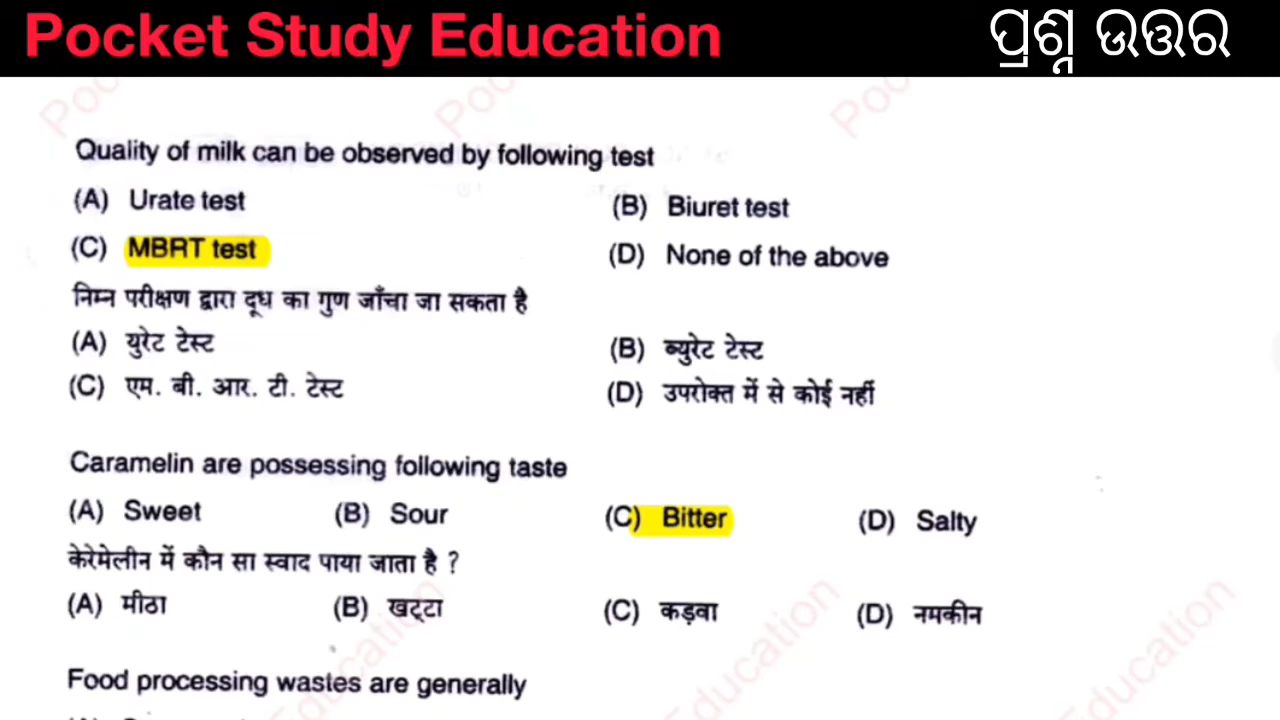 Pocket Study Education ପ୍ରଶ୍ନ ଉତ୍ତର
Quality of milk can be observed by following test
(A) Urate test (B) Biuret test
(C) MBRT test (D) None of the above
निम्न परीक्षण द्वारा दूध का गुण जाँचा जा सकता है
(A) युरेट टेस्ट (B) ब्युरेट टेस्ट
(C) एम. बी. आर. टी. टेस्ट (D) उपरोक्त में से कोई नहीं
Caramelin are possessing following taste
(A) Sweet (B) Sour (C) Bitter (D) Salty
केरेमेलीन में कौन सा स्वाद पाया जाता है ?
(A) मीठा (B) खट्टा (C) कड़वा (D) नमकीन
Food processing wastes are generally